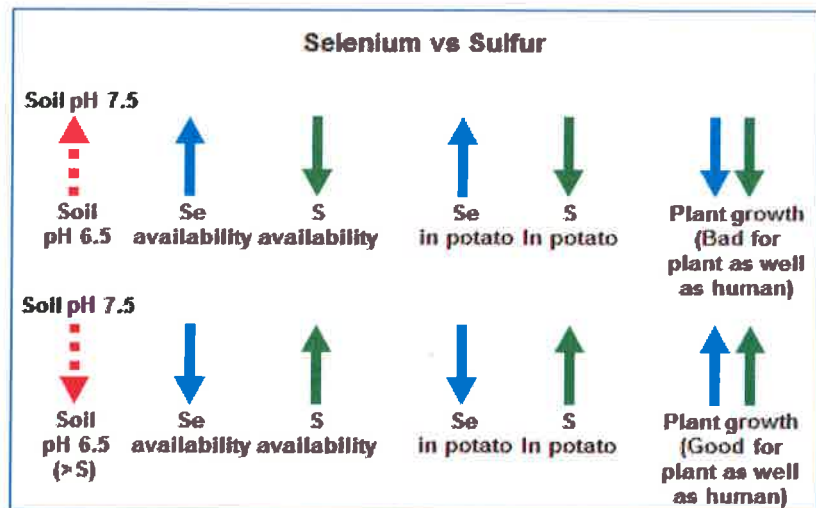 Selenium vs Sulfur
Soil pH 7.5
Soil
pH 6.5
Se
availability
S
availability
Se
in potato
S
In potato
Plant growth
(Bad for
plant as well
as human)
Soil pH 7.5
Soil
pH 6.5
(>S)
Se
availability
S
availability
Se
in potato
S
In potato
Plant growth
(Good for
plant as well
as human)